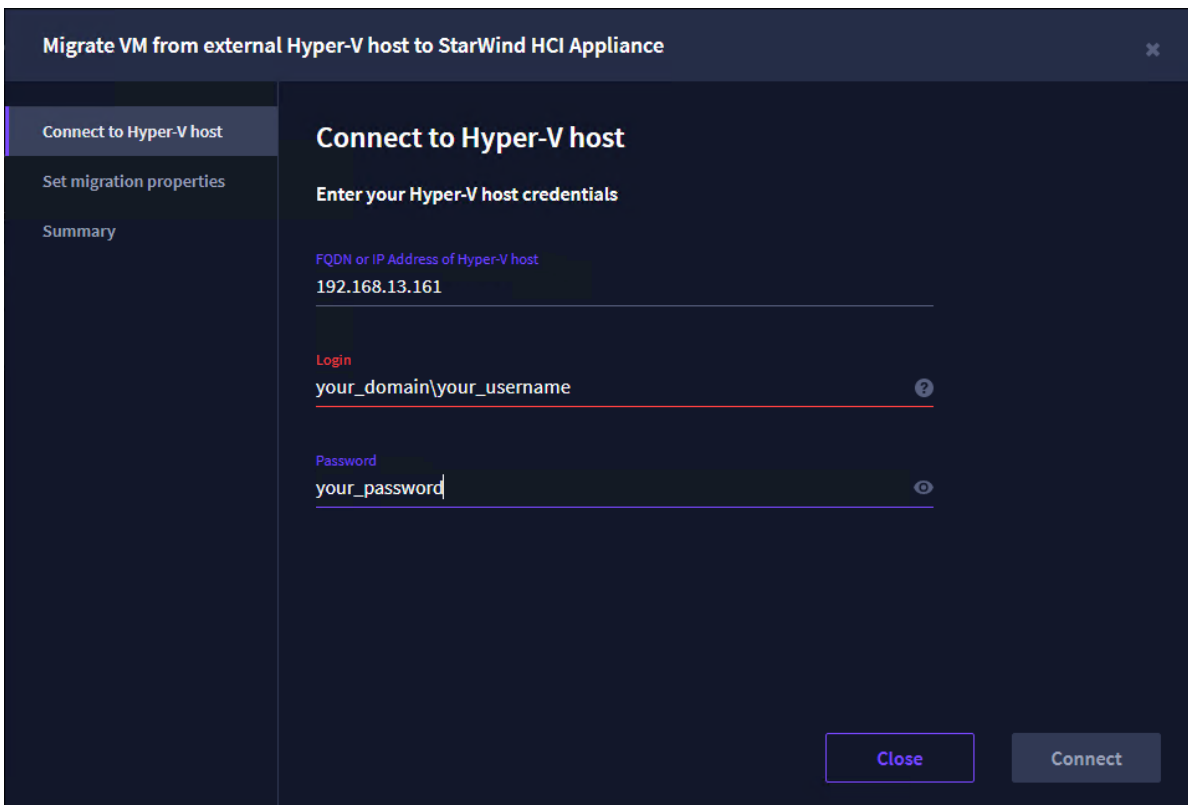 Migrate VM from external Hyper-V host to StarWind HCI Appliance
Connect to Hyper-V host
Set migration properties
Summary
Connect to Hyper-V host
Enter your Hyper-V host credentials
FQDN or IP Address of Hyper-V host
192.168.13.161
Login
your_domain\your_username
Password
your_password
Close
Connect